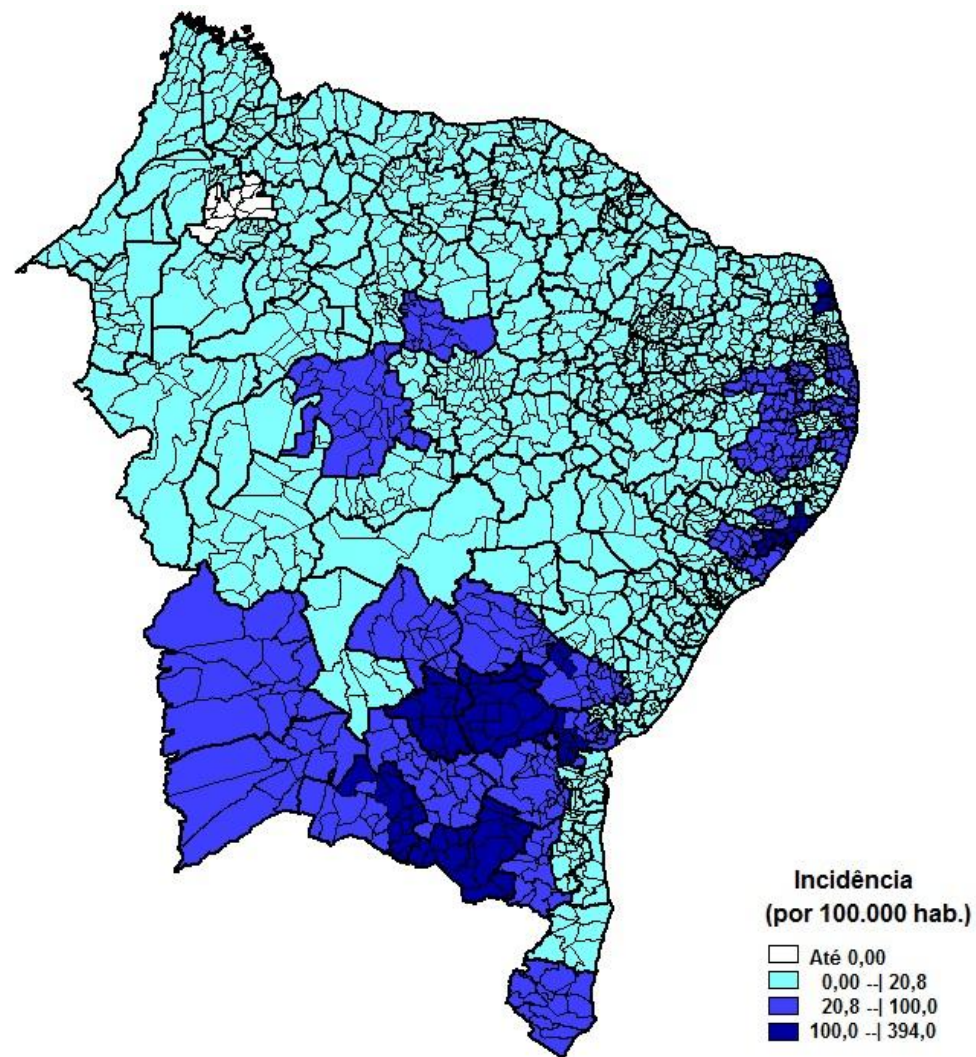 Incidência
(por 100.000 hab.)
Até 0,00
0,00 --| 20,8
20,8 --| 100,0
100,0 --| 394,0